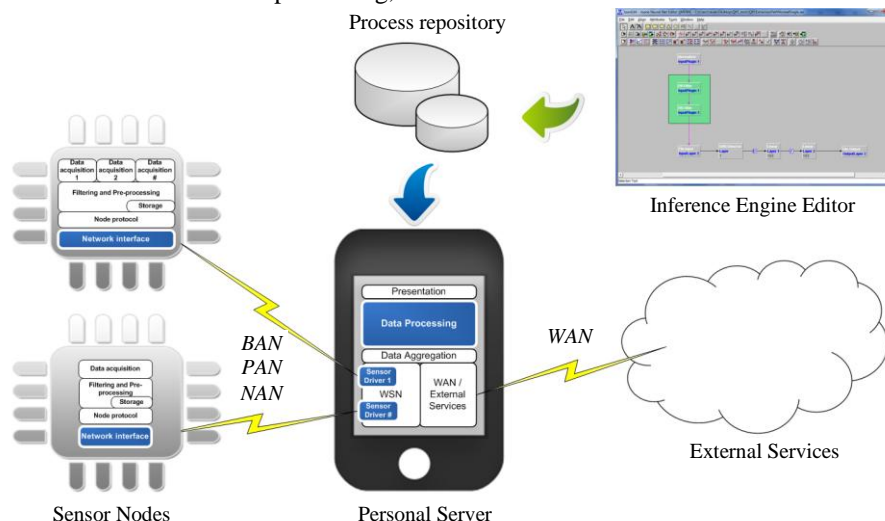 Process repository
Inference Engine Editor
Data acquisition 1
Data acquisition 2
Data acquisition #
Filtering and Pre-processing
Storage
Node protocol
Network interface
Data acquisition
Filtering and Pre-
processing
Storage
Node protocol
Network interface
Sensor Nodes
BAN
PAN
NAN
Presentation
Data Processing
Data Aggregation
Sensor
Driver 1
WSN
Sensor
Driver #
WAN /
External
Services
Personal Server
WAN
External Services